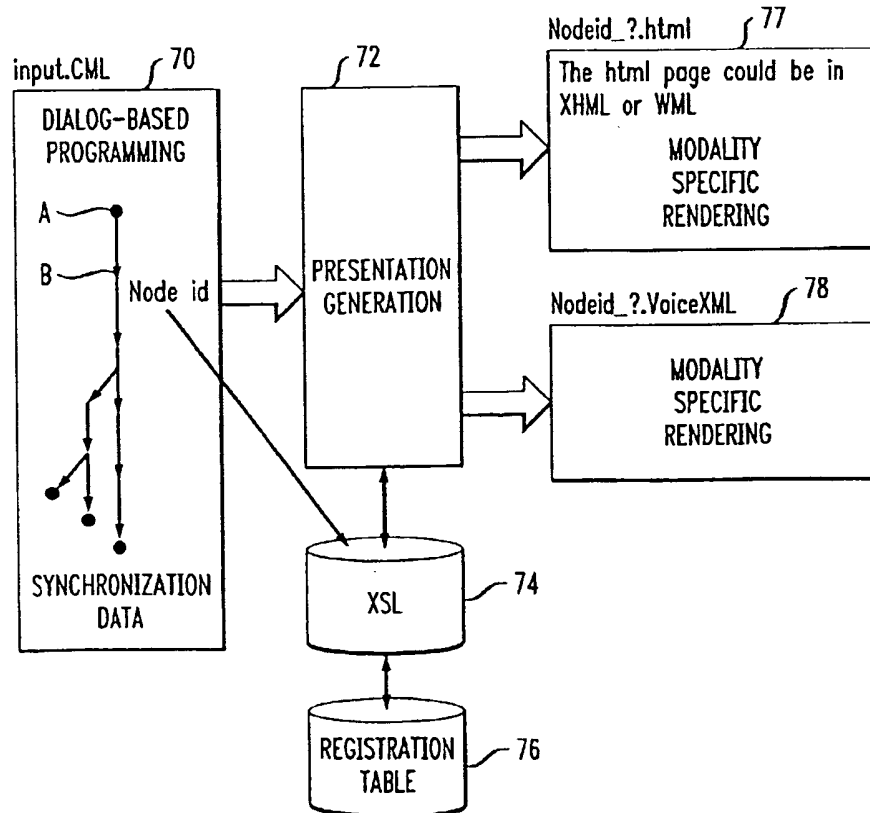 input.CML
70
DIALOG-BASED
PROGRAMMING
A
B
Node id
SYNCHRONIZATION
DATA
72
PRESENTATION
GENERATION
XSL
74
REGISTRATION
TABLE
76
Nodeid_?.html
77
The html page could be in
XHML or WML
MODALITY
SPECIFIC
RENDERING
Nodeid_?.VoiceXML
78
MODALITY
SPECIFIC
RENDERING